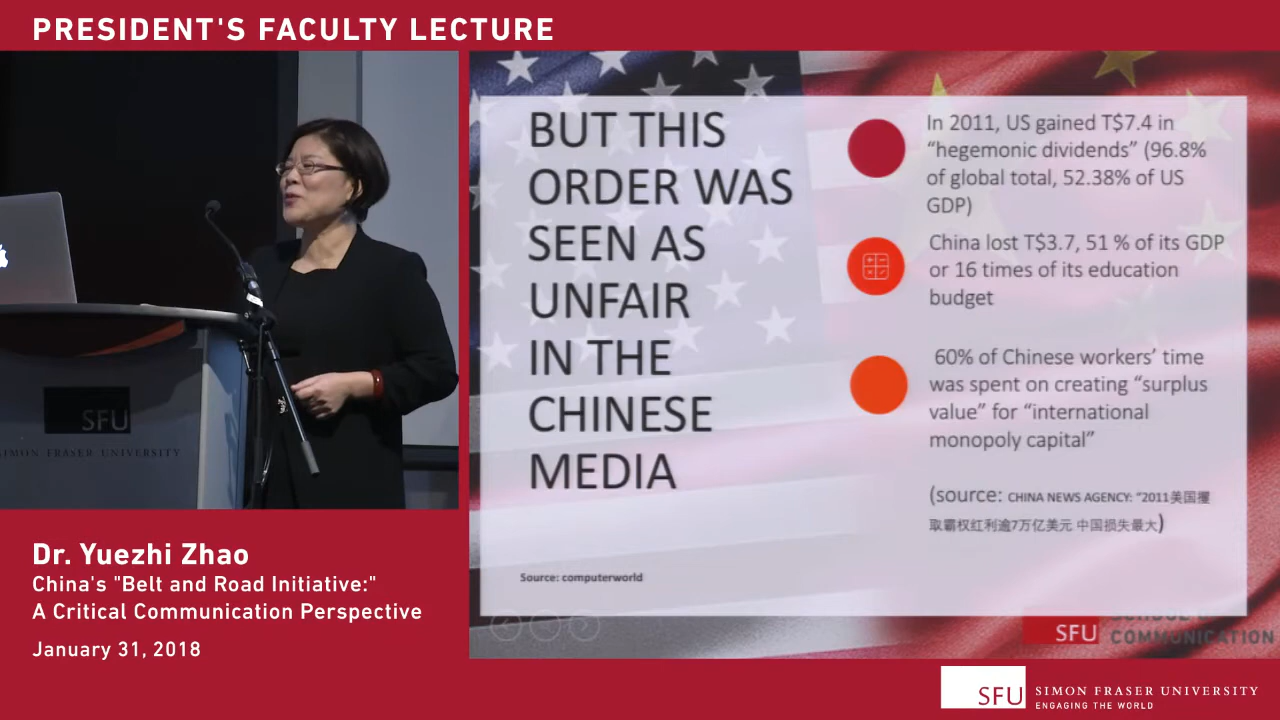 PRESIDENT'S FACULTY LECTURE
SFU
SIMON FRASER UNIVERSITY
BUT THIS
ORDER WAS
SEEN AS
UNFAIR
IN THE
CHINESE
MEDIA
In 2011, US gained T$7.4 in
“hegemonic dividends” (96.8%
of global total, 52.38% of US
GDP)
China lost T$3.7, 51 % of its GDP
or 16 times of its education
budget
60% of Chinese workers’ time
was spent on creating “surplus
value” for “international
monopoly capital”
(source: CHINA NEWS AGENCY: “2011美国攫
取霸权红利逾7万亿美元 中国损失最大)
Source: computerworld
SFU
COMMUNICATION
Dr. Yuezhi Zhao
China's "Belt and Road Initiative:"
A Critical Communication Perspective
January 31, 2018
SFU
SIMON FRASER UNIVERSITY
ENGAGING THE WORLD